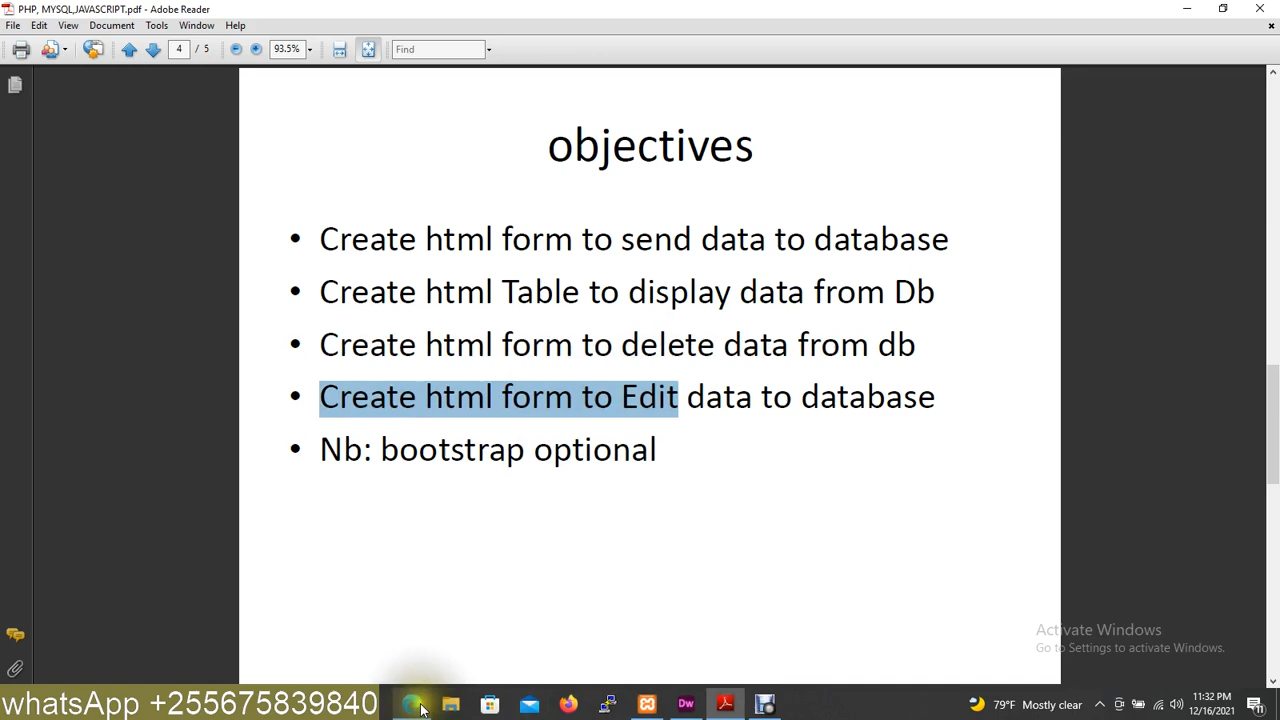 PHP, MYSQL,JAVASCRIPT.pdf - Adobe Reader
File Edit View Document Tools Window Help
4 / 5 93.5% Find
objectives
• Create html form to send data to database
• Create html Table to display data from Db
• Create html form to delete data from db
• Create html form to Edit data to database
• Nb: bootstrap optional
Activate Windows
Go to Settings to activate Windows.
whatsApp +255675839840
Dw
79°F Mostly clear
11:32 PM
12/16/2021
11